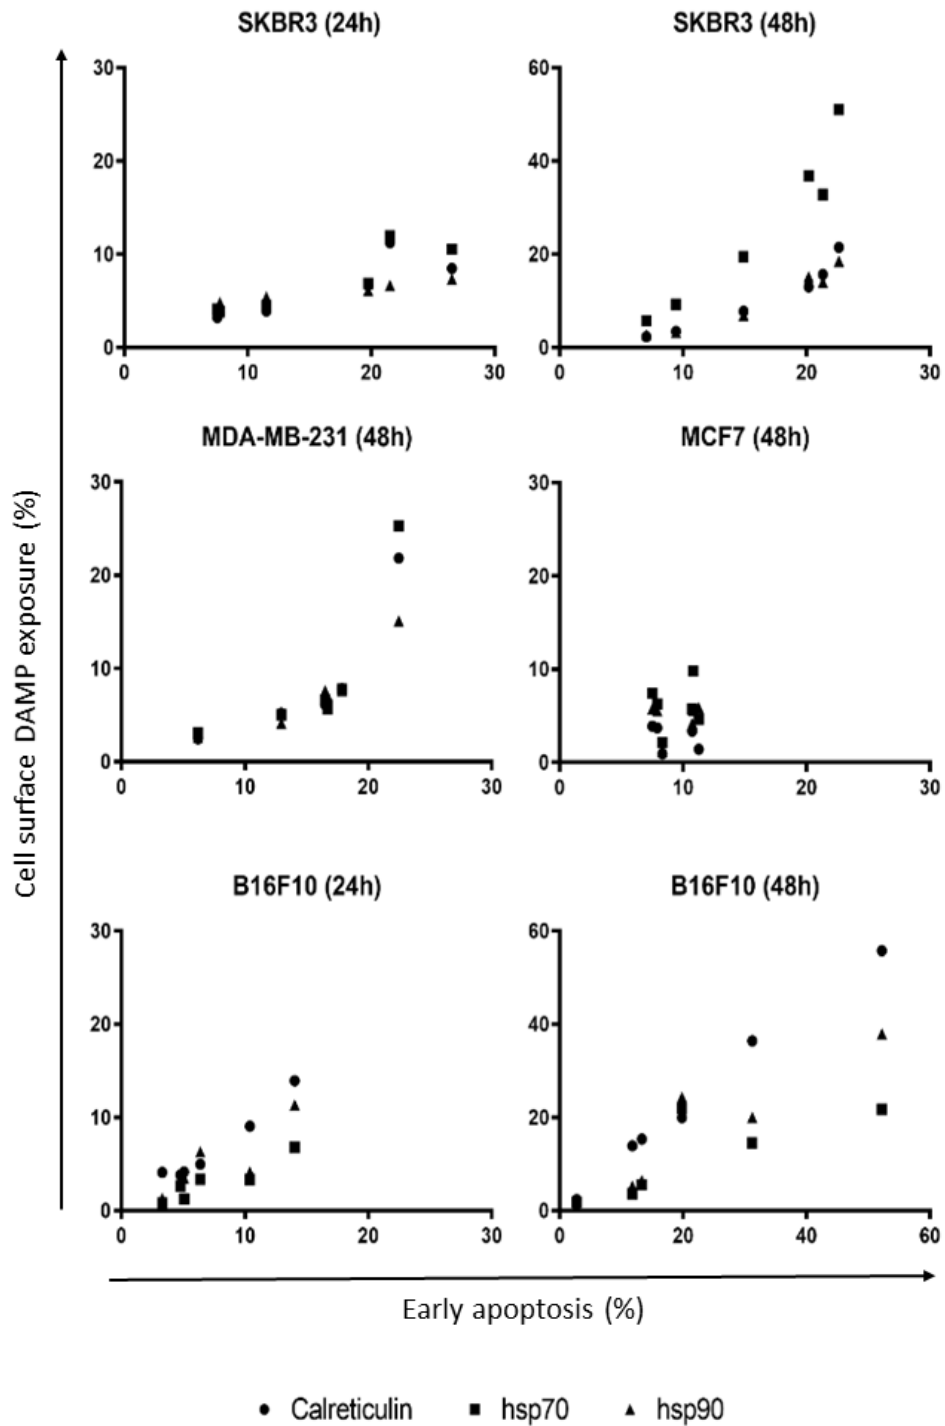 SKBR3 (24h)
SKBR3 (48h)
30
20
10
0
0 10 20 30
60
40
20
0
0 10 20 30
MDA-MB-231 (48h)
MCF7 (48h)
30
20
10
0
0 10 20 30
30
20
10
0
0 10 20 30
B16F10 (24h)
B16F10 (48h)
30
20
10
0
0 10 20 30
60
40
20
0
0 20 40 60
Cell surface DAMP exposure (%)
Early apoptosis (%)
Calreticulin hsp70 hsp90